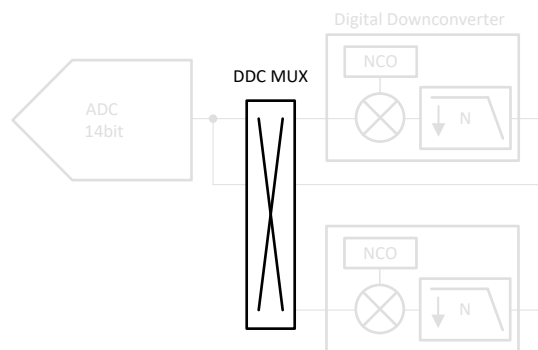 Digital Downconverter
NCO
DDC MUX
ADC
14bit
N
NCO
N